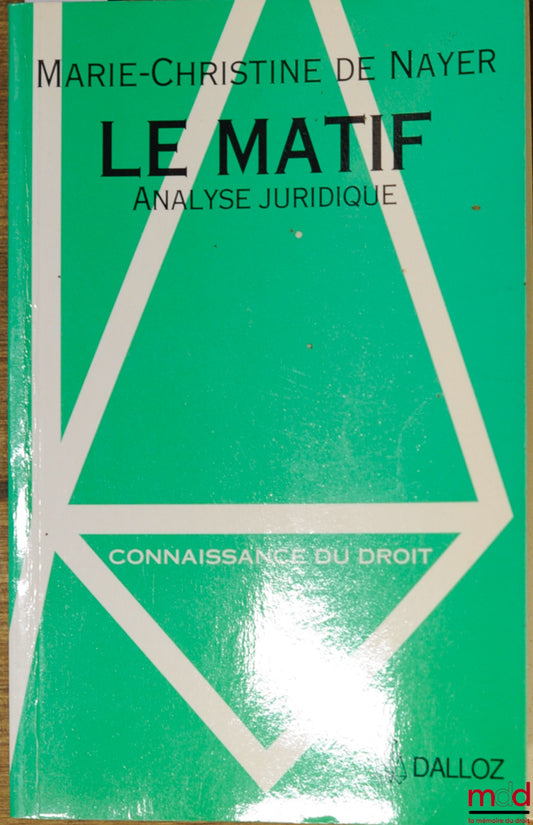 MARIE-CHRISTINE DE NAYER
LE MATIF
ANALYSE JURIDIQUE
CONNAISSANCE DU DROIT
DALLOZ
mdd
la mémoire du droit